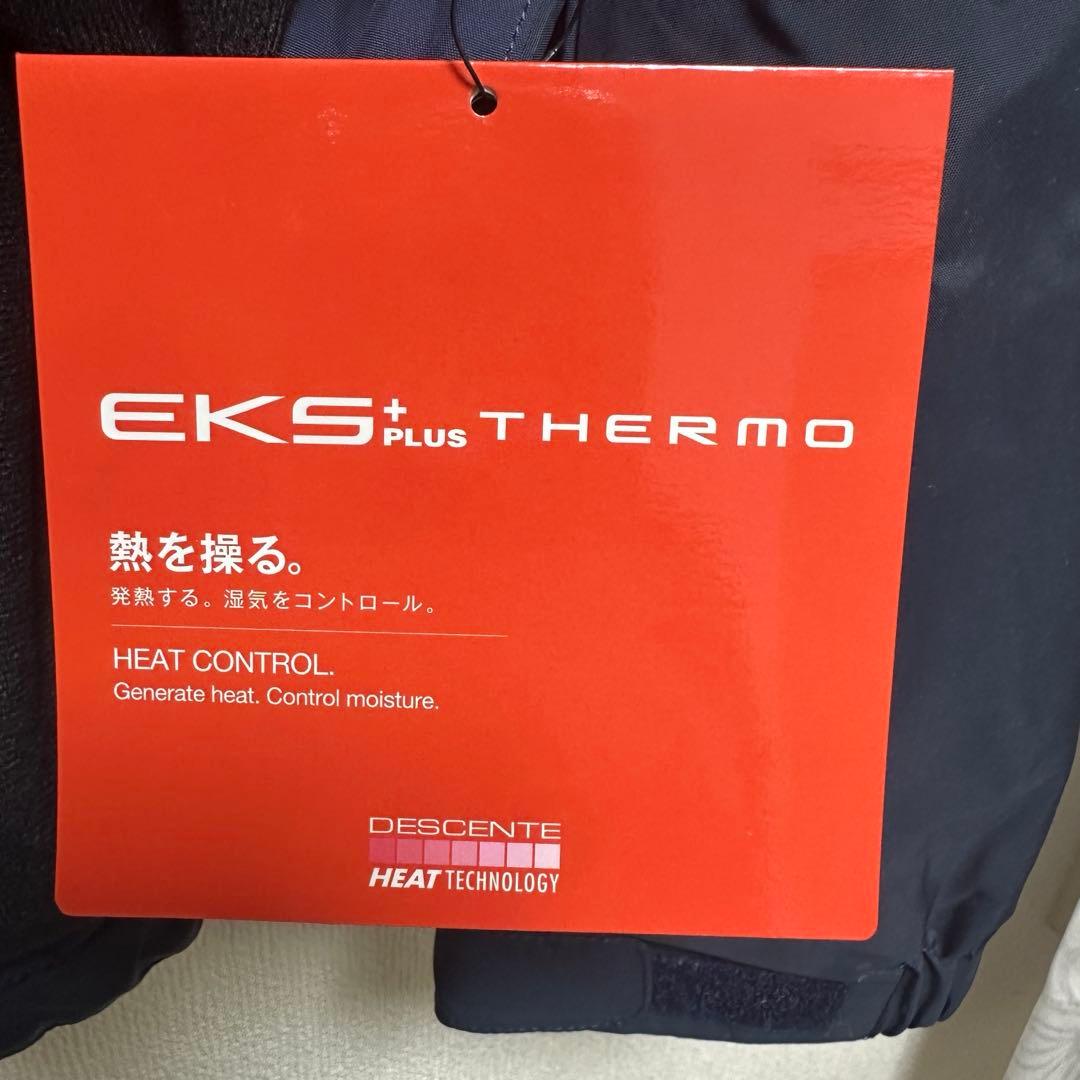 EKS+PLUS THERMO
熱を操る。
発熱する。湿気をコントロール。
HEAT CONTROL.
Generate heat. Control moisture.
DESCENTE
HEAT TECHNOLOGY